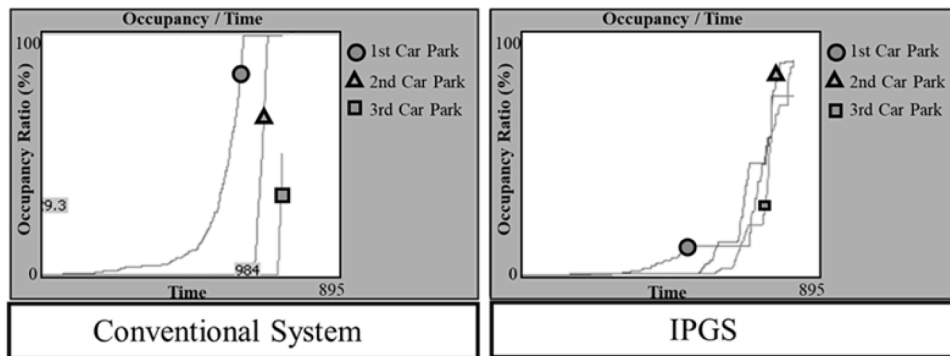 Occupancy / Time
100
Occupancy Ratio (%)
9.3
984
0
Time
895
1st Car Park
2nd Car Park
3rd Car Park
Conventional System
Occupancy / Time
100
Occupancy Ratio (%)
0
Time
895
1st Car Park
2nd Car Park
3rd Car Park
IPGS